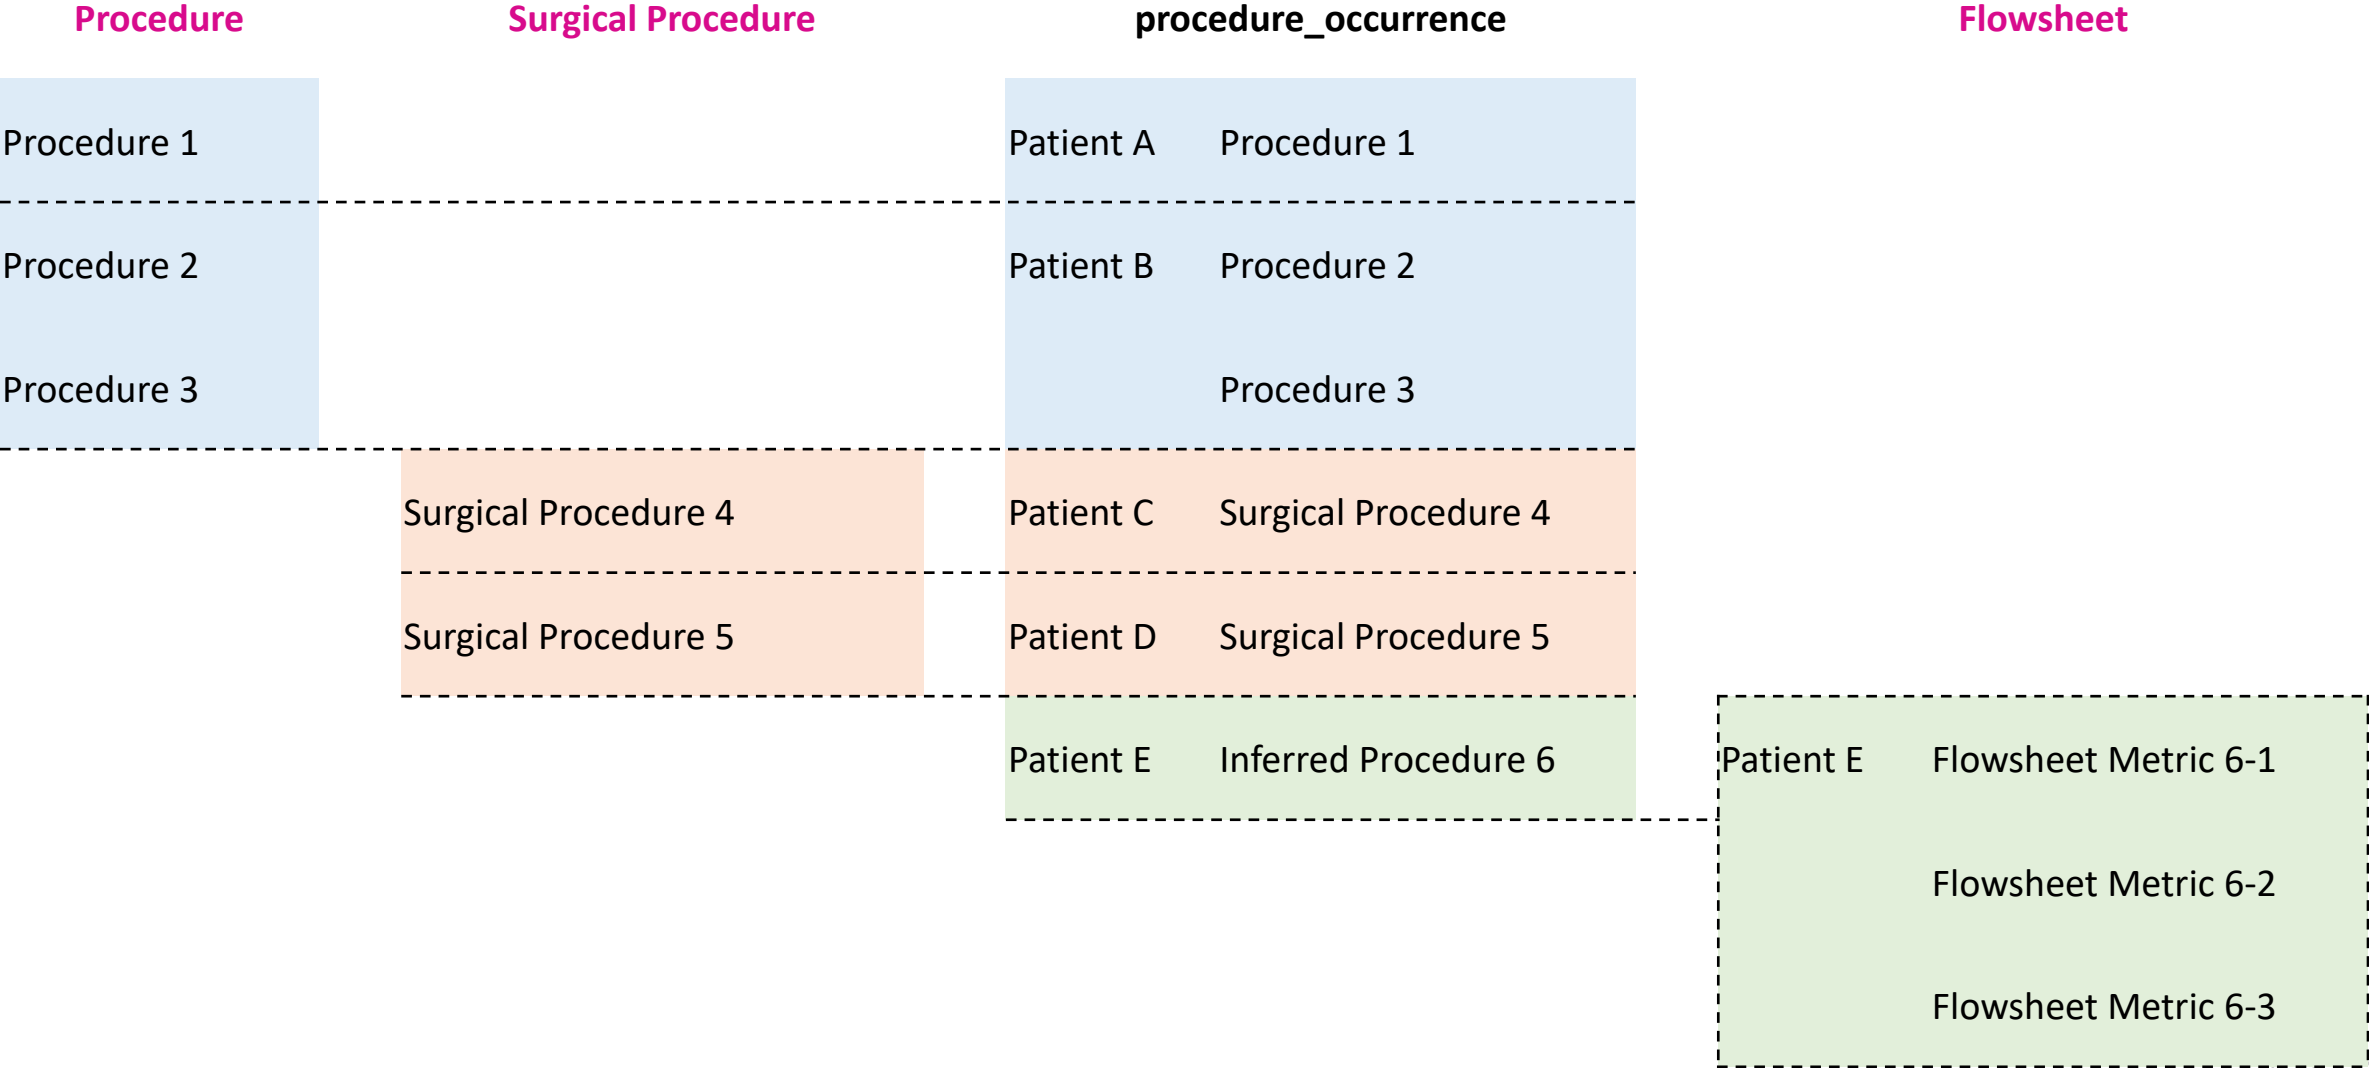 Procedure Surgical Procedure procedure_occurrence Flowsheet
Procedure 1 Patient A Procedure 1
Procedure 2 Patient B Procedure 2
Procedure 3 Procedure 3
Surgical Procedure 4 Patient C Surgical Procedure 4
Surgical Procedure 5 Patient D Surgical Procedure 5
Patient E Inferred Procedure 6 Patient E Flowsheet Metric 6-1
Flowsheet Metric 6-2
Flowsheet Metric 6-3